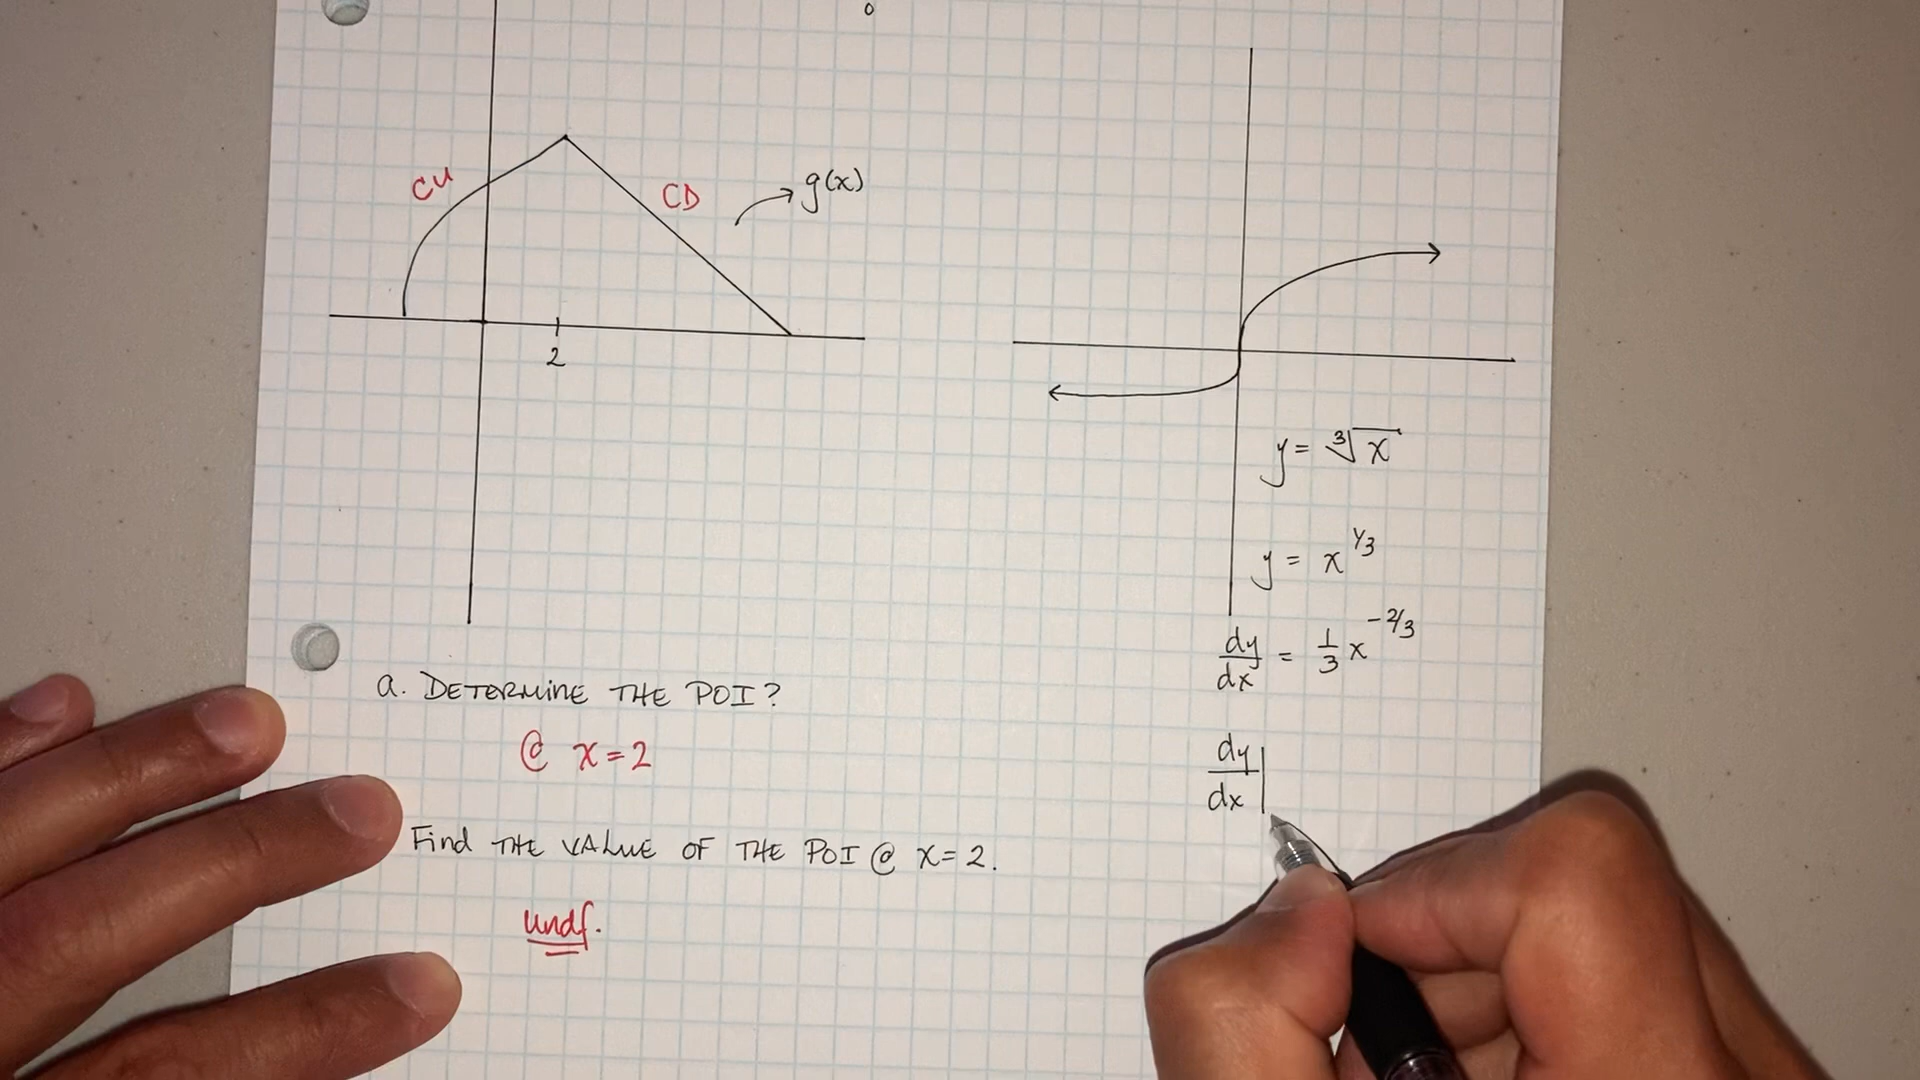 0
CU
CD
g(x)
2
a. DETERMINE THE POI?
@ x=2
Find THE VALUE OF THE POI @ x=2.
undf.
y = ∛x
y = x^1/3
dy/dx = 1/3 x^-2/3
dy/dx |